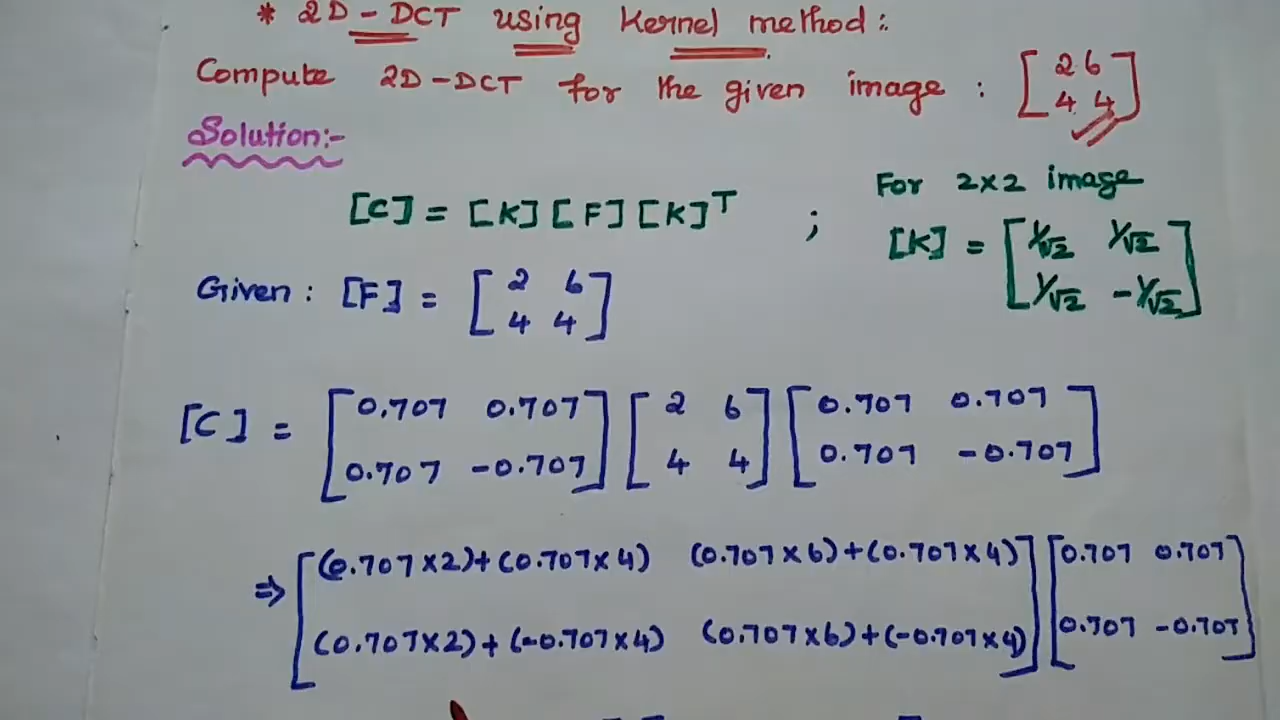 * 2D - DCT using Kernel method:
Compute 2D-DCT for the given image : [2 6
4 4]
Solution:-
[C] = [K] [F] [K]ᵀ ; For 2×2 image
[K] = [1/√2 1/√2
1/√2 -1/√2]
Given : [F] = [2 6
4 4]
[C] = [0.707 0.707 [2 6 [0.707 0.707
0.707 -0.707] 4 4] 0.707 -0.707]
⇒ [(0.707×2)+(0.707×4) (0.707×6)+(0.707×4)] [0.707 0.707
(0.707×2)+(-0.707×4) (0.707×6)+(-0.707×4) 0.707 -0.707]